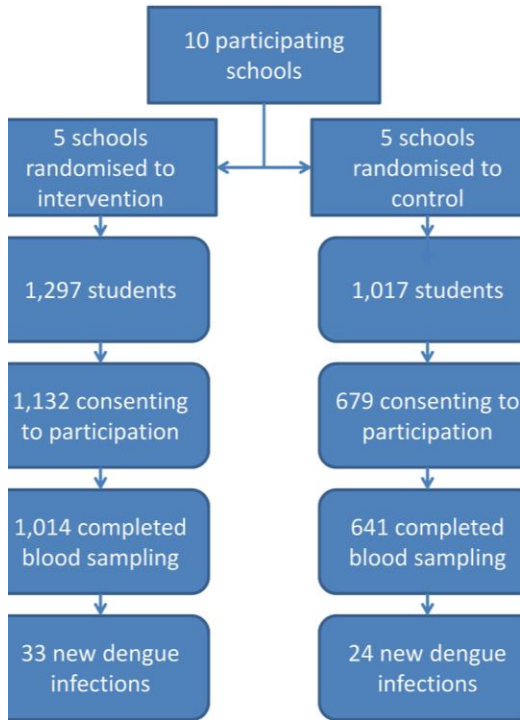 10 participating
schools
5 schools
randomised to
intervention
5 schools
randomised to
control
1,297 students
1,017 students
1,132 consenting
to participation
679 consenting to
participation
1,014 completed
blood sampling
641 completed
blood sampling
33 new dengue
infections
24 new dengue
infections